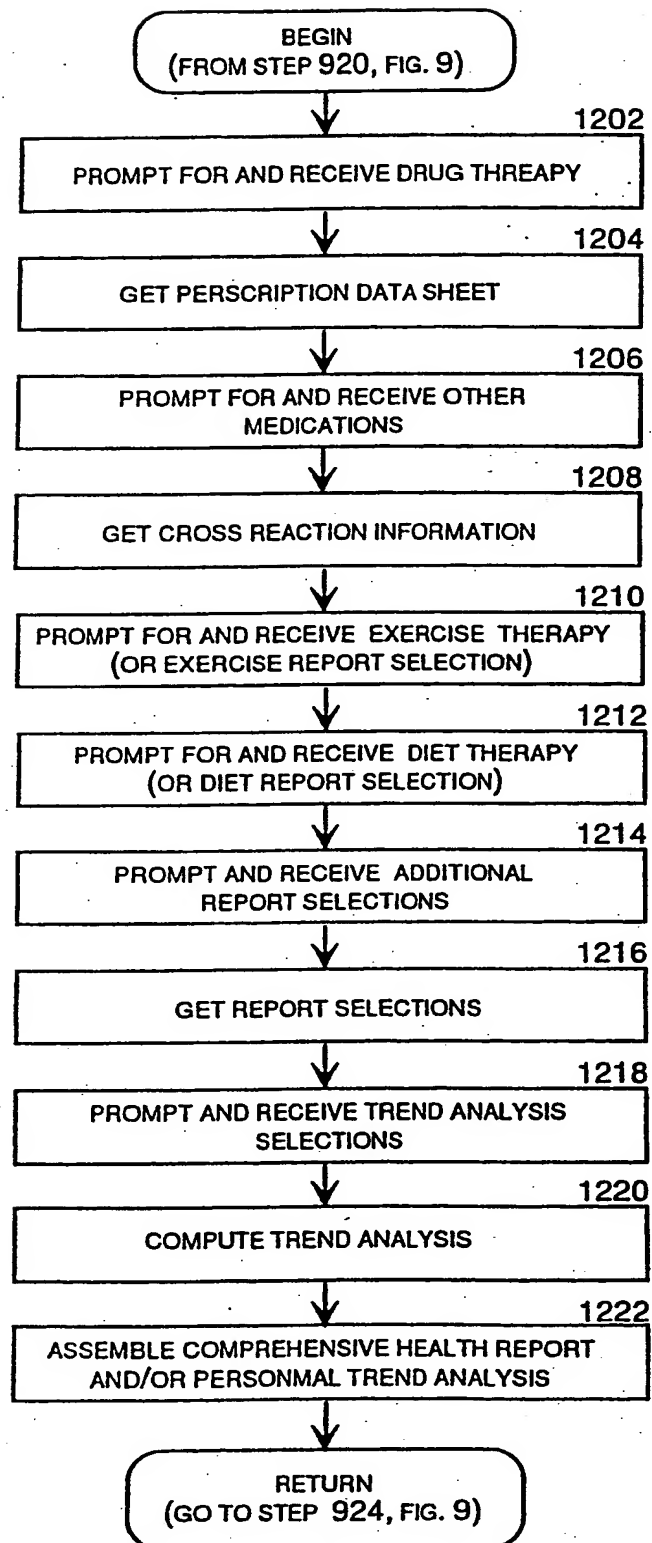 BEGIN
(FROM STEP 920, FIG. 9)
1202
PROMPT FOR AND RECEIVE DRUG THREAPY
1204
GET PERSCRIPTION DATA SHEET
1206
PROMPT FOR AND RECEIVE OTHER
MEDICATIONS
1208
GET CROSS REACTION INFORMATION
1210
PROMPT FOR AND RECEIVE EXERCISE THERAPY
(OR EXERCISE REPORT SELECTION)
1212
PROMPT FOR AND RECEIVE DIET THERAPY
(OR DIET REPORT SELECTION)
1214
PROMPT AND RECEIVE ADDITIONAL
REPORT SELECTIONS
1216
GET REPORT SELECTIONS
1218
PROMPT AND RECEIVE TREND ANALYSIS
SELECTIONS
1220
COMPUTE TREND ANALYSIS
1222
ASSEMBLE COMPREHENSIVE HEALTH REPORT
AND/OR PERSONMAL TREND ANALYSIS
RETURN
(GO TO STEP 924, FIG. 9)